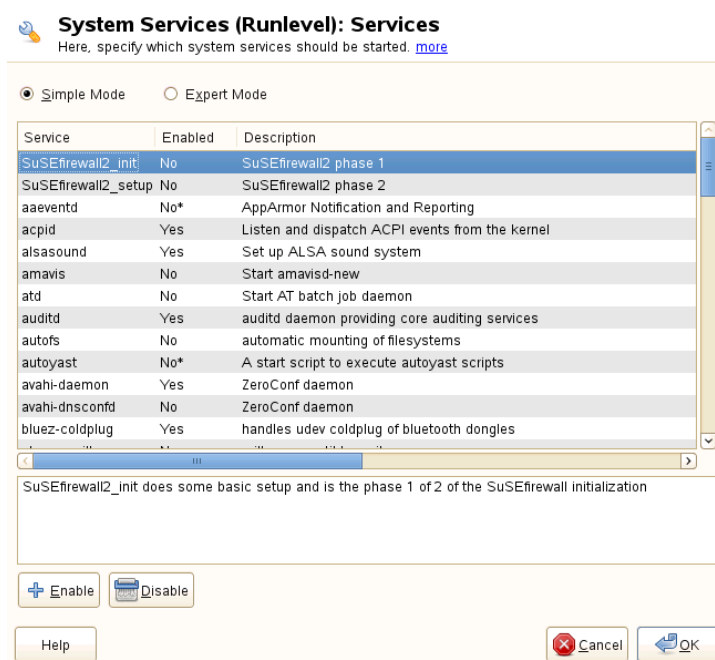 System Services (Runlevel): Services
Here, specify which system services should be started. more
Simple Mode Expert Mode
Service Enabled Description
SuSEfirewall2_init No SuSEfirewall2 phase 1
SuSEfirewall2_setup No SuSEfirewall2 phase 2
aaeventd No* AppArmor Notification and Reporting
acpid Yes Listen and dispatch ACPI events from the kernel
alsasound Yes Set up ALSA sound system
amavis No Start amavisd-new
atd No Start AT batch job daemon
auditd Yes auditd daemon providing core auditing services
autofs No automatic mounting of filesystems
autoyast No* A start script to execute autoyast scripts
avahi-daemon Yes ZeroConf daemon
avahi-dnsconfd No ZeroConf daemon
bluez-coldplug Yes handles udev coldplug of bluetooth dongles
SuSEfirewall2_init does some basic setup and is the phase 1 of 2 of the SuSEfirewall initialization
Enable Disable
Help Cancel OK